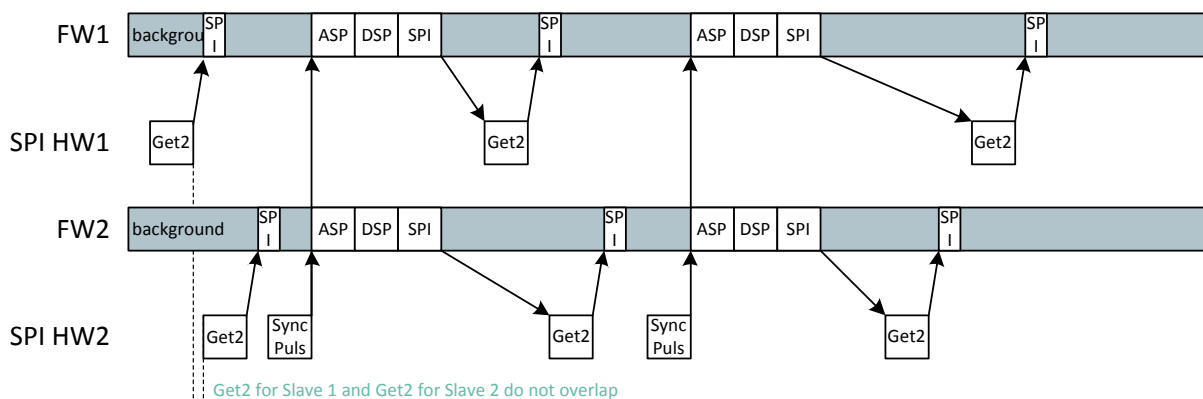 FW1
backgrou
SP
I
ASP
DSP
SPI
SP
I
ASP
DSP
SPI
SP
I
SPI HW1
Get2
Get2
Get2
FW2
background
SP
I
ASP
DSP
SPI
SP
I
ASP
DSP
SPI
SP
I
SPI HW2
Get2
Sync
Puls
Get2
Sync
Puls
Get2
Get2 for Slave 1 and Get2 for Slave 2 do not overlap